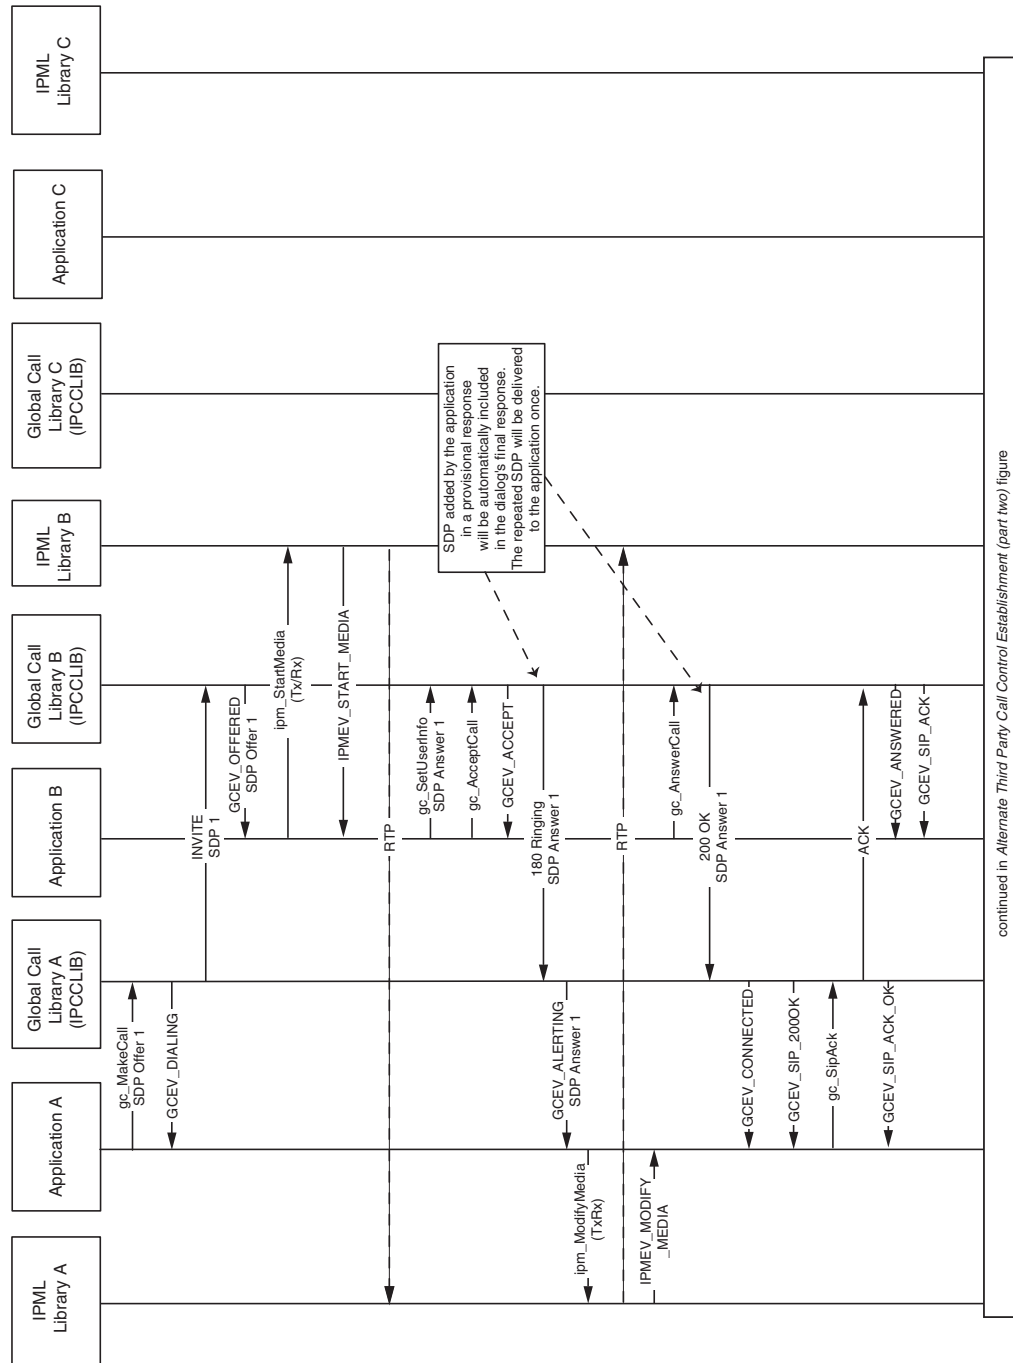 IPML
Library A
Application A
Global Call
Library A
(IPCCLIB)
Application B
Global Call
Library B
(IPCCLIB)
IPML
Library B
Global Call
Library C
(IPCCLIB)
Application C
IPML
Library C
gc_MakeCall
SDP Offer 1
GCEV_DIALING
INVITE
SDP 1
GCEV_OFFERED
SDP Offer 1
ipm_StartMedia
(Tx/Rx)
IPMEV_START_MEDIA
RTP
gc_SetUserInfo
SDP Answer 1
gc_AcceptCall
GCEV_ACCEPT
SDP added by the application
in a provisional response
will be automatically included
in the dialog's final response.
The repeated SDP will be delivered
to the application once.
180 Ringing
SDP Answer 1
GCEV_ALERTING
SDP Answer 1
ipm_ModifyMedia
(TxRx)
RTP
IPMEV_MODIFY
_MEDIA
gc_AnswerCall
200 OK
SDP Answer 1
GCEV_CONNECTED
GCEV_SIP_200OK
gc_SipAck
ACK
GCEV_SIP_ACK_OK
GCEV_ANSWERED
GCEV_SIP_ACK
continued in Alternate Third Party Call Control Establishment (part two) figure